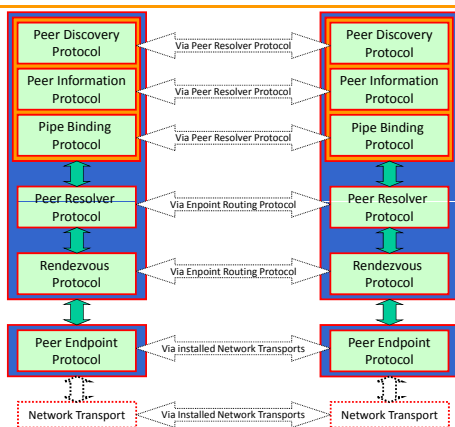 Peer Discovery
Protocol
Via Peer Resolver Protocol
Peer Discovery
Protocol
Peer Information
Protocol
Via Peer Resolver Protocol
Peer Information
Protocol
Pipe Binding
Protocol
Via Peer Resolver Protocol
Pipe Binding
Protocol
Peer Resolver
Protocol
Via Enpoint Routing Protocol
Peer Resolver
Protocol
Rendezvous
Protocol
Via Enpoint Routing Protocol
Rendezvous
Protocol
Peer Endpoint
Protocol
Via installed Network Transports
Peer Endpoint
Protocol
Network Transport
Via Installed Network Transports
Network Transport